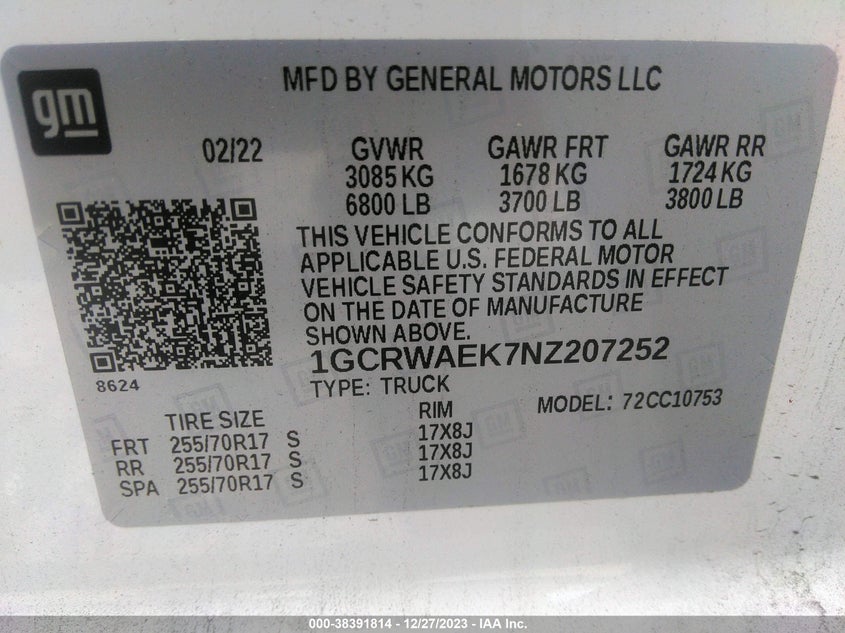 gm
MFD BY GENERAL MOTORS LLC
02/22 GVWR GAWR FRT GAWR RR
3085 KG 1678 KG 1724 KG
6800 LB 3700 LB 3800 LB
THIS VEHICLE CONFORMS TO ALL
APPLICABLE U.S. FEDERAL MOTOR
VEHICLE SAFETY STANDARDS IN EFFECT
ON THE DATE OF MANUFACTURE
SHOWN ABOVE.
1GCRWAEK7NZ207252
8624
TYPE: TRUCK
MODEL: 72CC10753
TIRE SIZE RIM
FRT 255/70R17 S 17X8J
RR 255/70R17 S 17X8J
SPA 255/70R17 S 17X8J
000-38391814 - 12/27/2023 - IAA Inc.